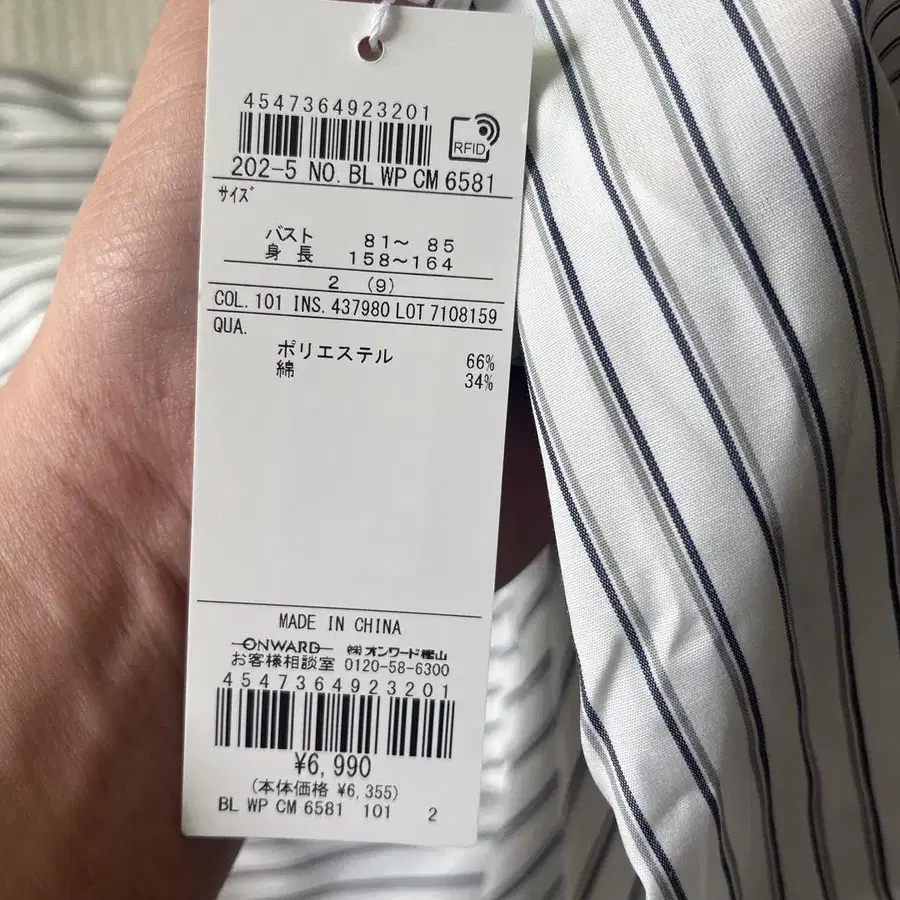 4547364923201
RFID
202-5 NO. BL WP CM 6581
サイズ
バスト 81～ 85
身長 158～164
2 (9)
COL. 101 INS. 437980 LOT 7108159
QUA.
ポリエステル 66%
綿 34%
MADE IN CHINA
ONWARD ㈱オンワード樫山
お客様相談室 0120-58-6300
4547364923201
¥6,990
(本体価格 ¥6,355)
BL WP CM 6581 101 2